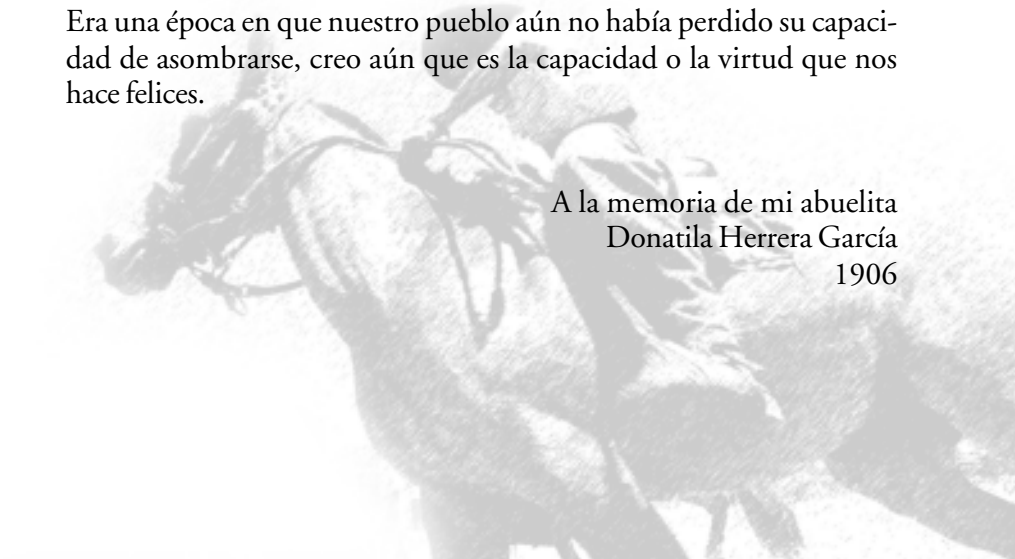 Era una época en que nuestro pueblo aún no había perdido su capaci-
dad de asombrarse, creo aún que es la capacidad o la virtud que nos
hace felices.
A la memoria de mi abuelita
Donatila Herrera García
1906